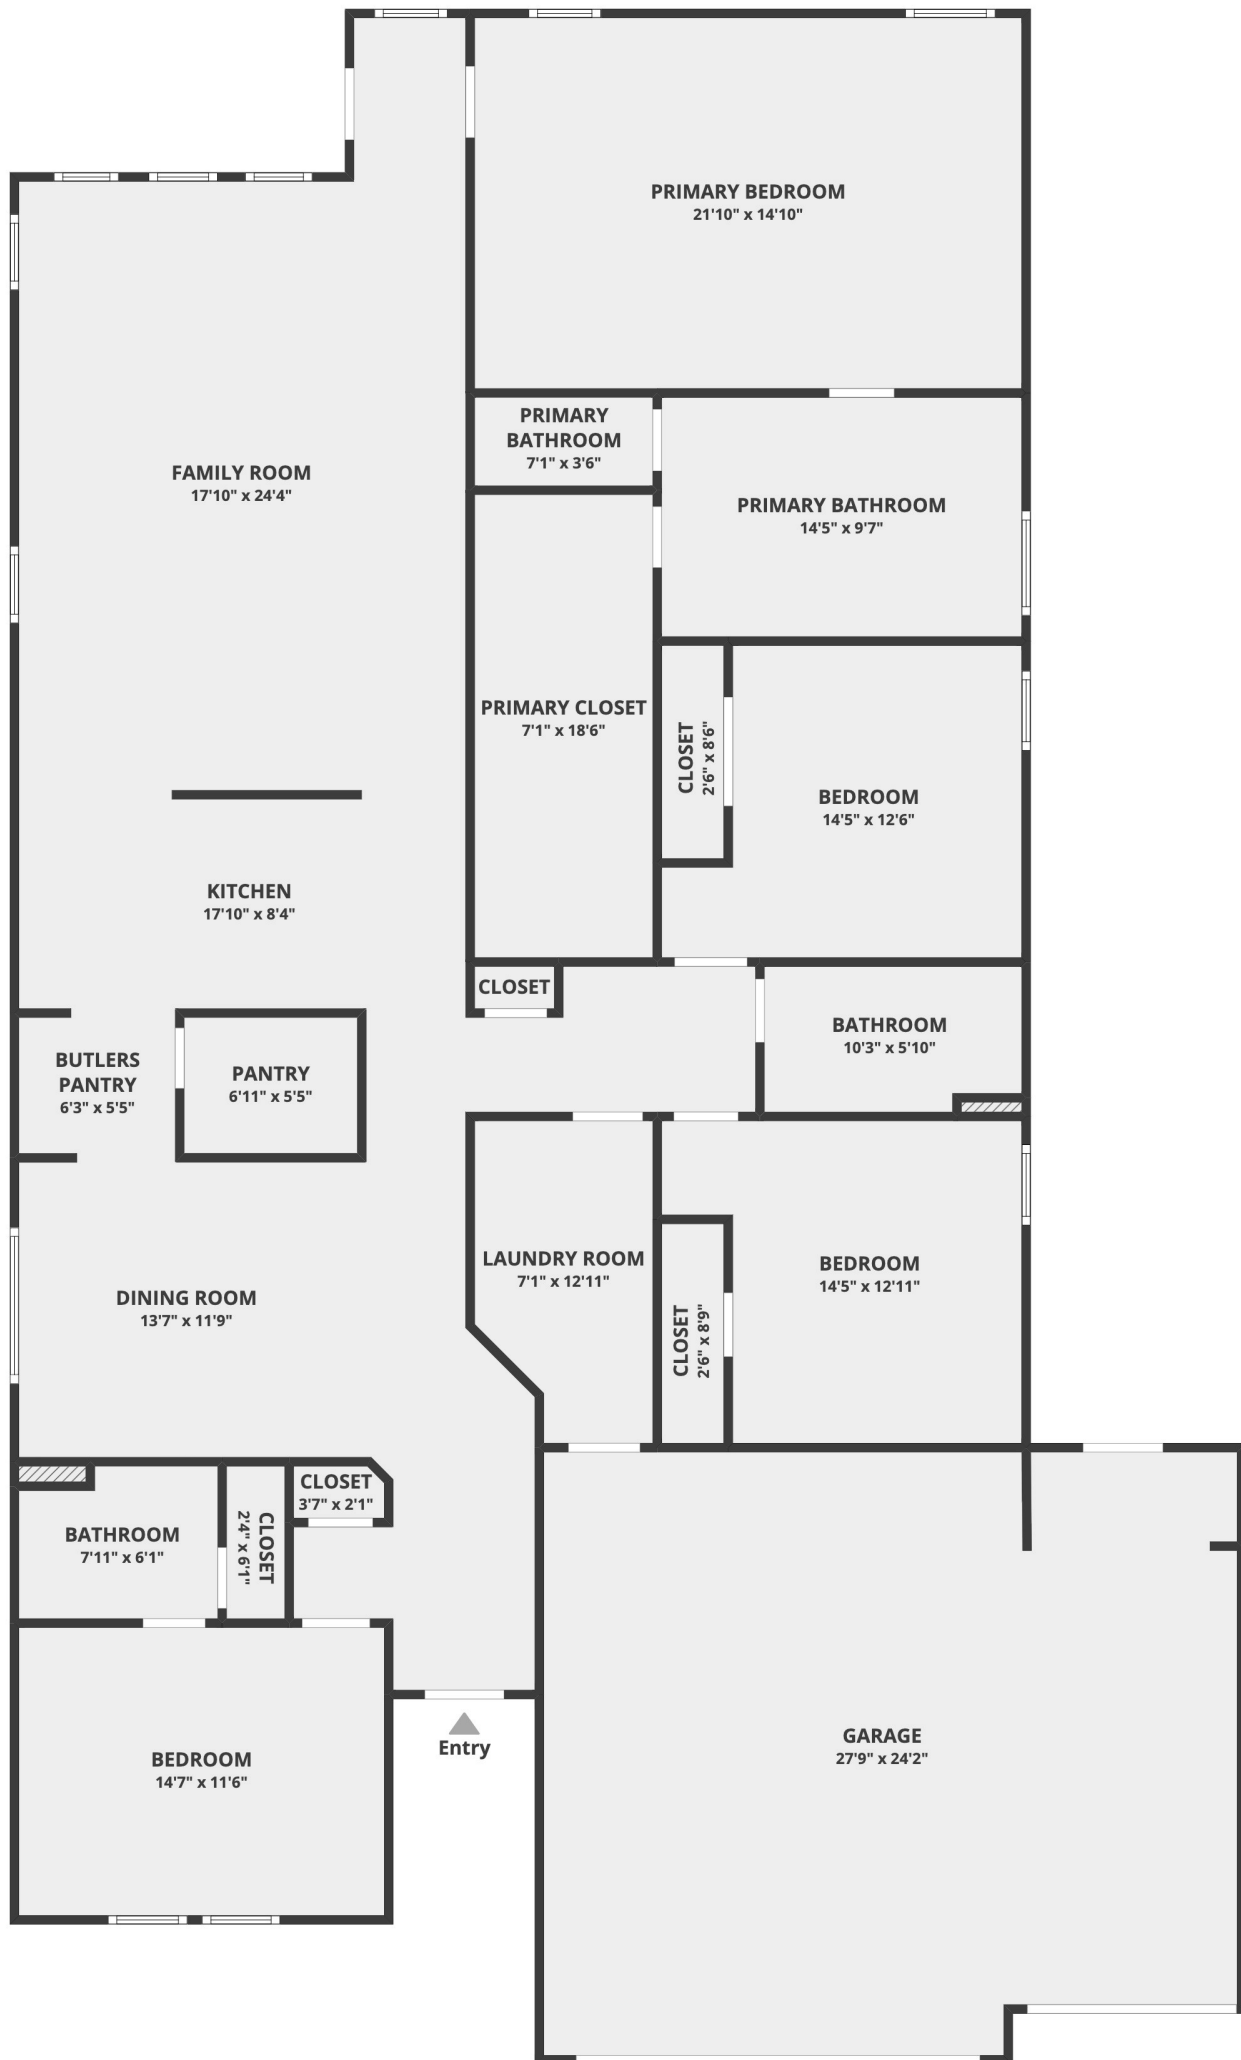 PRIMARY BEDROOM
21'10" x 14'10"
PRIMARY
BATHROOM
7'1" x 3'6"
FAMILY ROOM
17'10" x 24'4"
PRIMARY BATHROOM
14'5" x 9'7"
PRIMARY CLOSET
7'1" x 18'6"
CLOSET
2'6" x 8'6"
BEDROOM
14'5" x 12'6"
KITCHEN
17'10" x 8'4"
CLOSET
BATHROOM
10'3" x 5'10"
BUTLERS
PANTRY
6'3" x 5'5"
PANTRY
6'11" x 5'5"
LAUNDRY ROOM
7'1" x 12'11"
BEDROOM
14'5" x 12'11"
DINING ROOM
13'7" x 11'9"
CLOSET
2'6" x 8'9"
CLOSET
3'7" x 2'1"
BATHROOM
7'11" x 6'1"
CLOSET
2'4" x 6'1"
GARAGE
27'9" x 24'2"
Entry
BEDROOM
14'7" x 11'6"